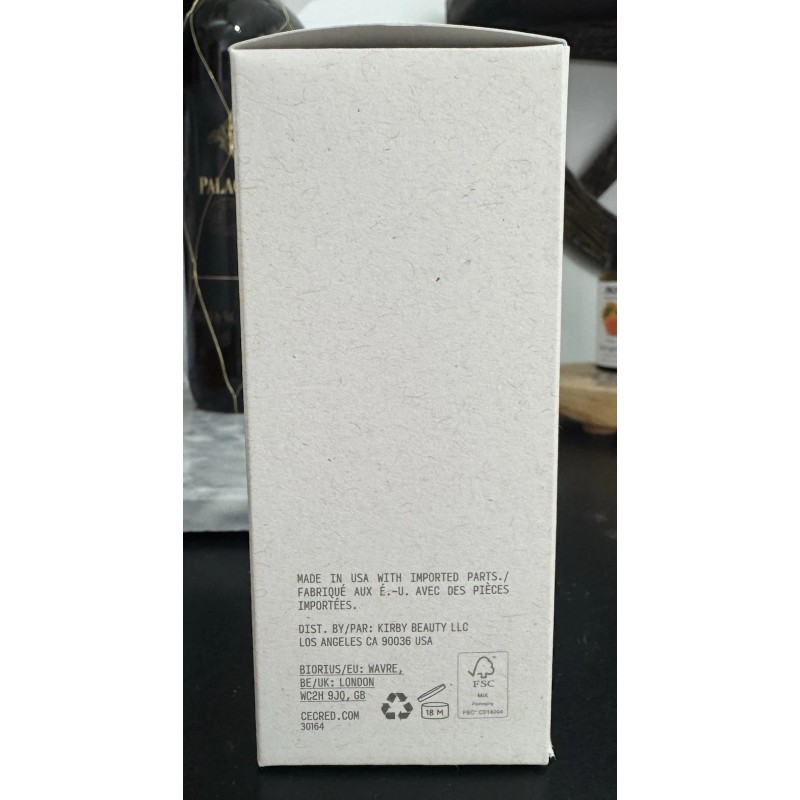 PALA
MADE IN USA WITH IMPORTED PARTS./
FABRIQUÉ AUX É.-U. AVEC DES PIÈCES
IMPORTÉES.
DIST. BY/PAR: KIRBY BEAUTY LLC
LOS ANGELES CA 90036 USA
BIORIUS/EU: WAVRE,
BE/UK: LONDON
WC2H 9JQ, GB
CECRED.COM
30164
18 M
FSC
MIX
Packaging